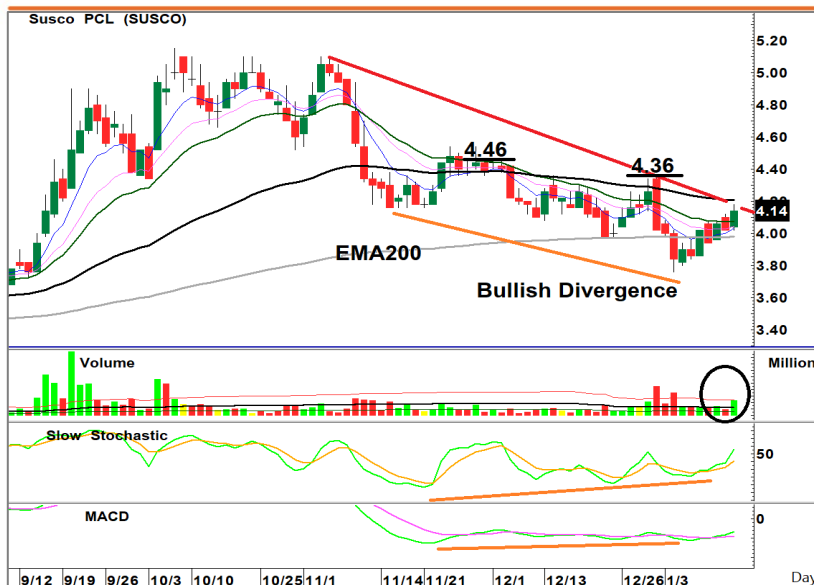 Susco PCL (SUSCO)
5.20
5.00
4.80
4.60
4.46
4.40
4.36
4.14
4.00
EMA200
3.80
Bullish Divergence
3.60
3.40
Volume
Million
Slow Stochastic
50
MACD
0
9/12 9/19 9/26 10/3 10/10 10/25 11/1 11/14 11/21 12/1 12/13 12/26 1/3 Day